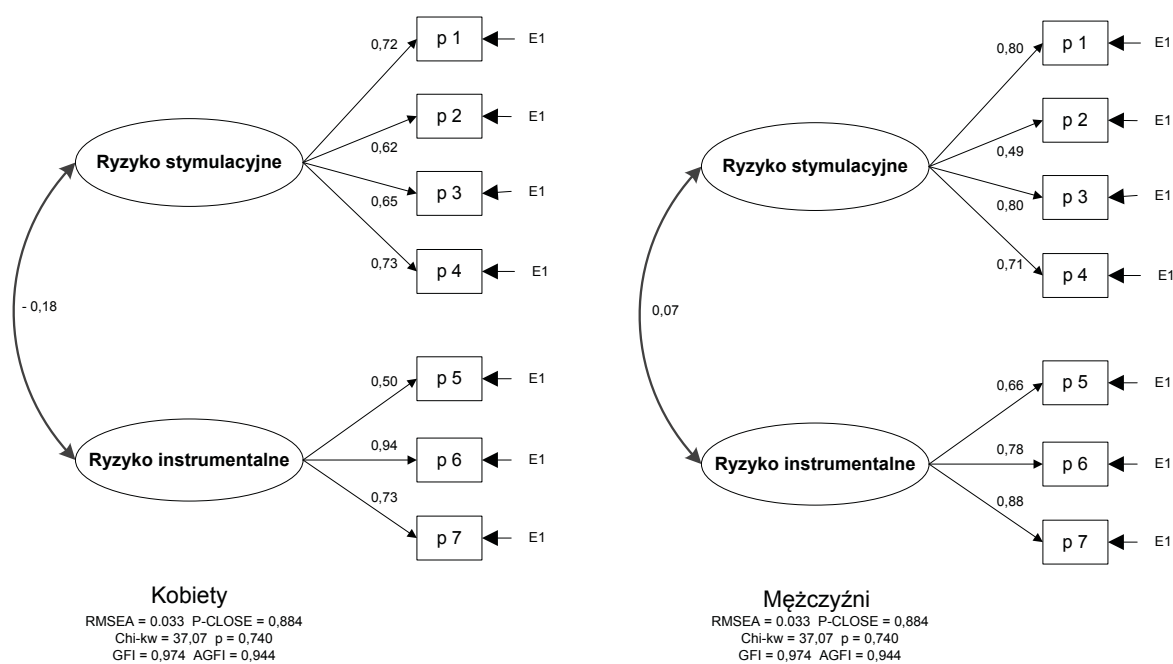 0,72
p 1
E1
p 2
E1
0,62
Ryzyko stymulacyjne
p 3
E1
0,65
p 4
E1
0,73
- 0,18
p 5
E1
0,50
0,94
Ryzyko instrumentalne
p 6
E1
0,73
p 7
E1
Kobiety
RMSEA = 0.033 P-CLOSE = 0,884
Chi-kw = 37,07 p = 0,740
GFI = 0,974 AGFI = 0,944
0,80
p 1
E1
p 2
E1
0,49
Ryzyko stymulacyjne
p 3
E1
0,80
p 4
E1
0,71
0,07
p 5
E1
0,66
0,78
Ryzyko instrumentalne
p 6
E1
0,88
p 7
E1
Mężczyźni
RMSEA = 0.033 P-CLOSE = 0,884
Chi-kw = 37,07 p = 0,740
GFI = 0,974 AGFI = 0,944